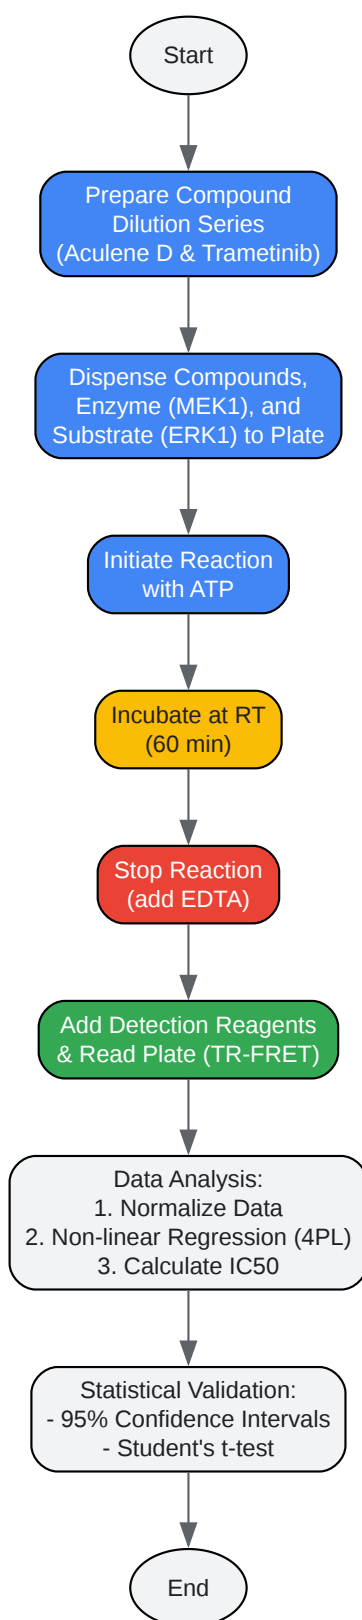 Start
Prepare Compound
Dilution Series
(Aculene D & Trametinib)
Dispense Compounds,
Enzyme (MEK1), and
Substrate (ERK1) to Plate
Initiate Reaction
with ATP
Incubate at RT
(60 min)
Stop Reaction
(add EDTA)
Add Detection Reagents
& Read Plate (TR-FRET)
Data Analysis:
1. Normalize Data
2. Non-linear Regression (4PL)
3. Calculate IC50
Statistical Validation:
- 95% Confidence Intervals
- Student's t-test
End